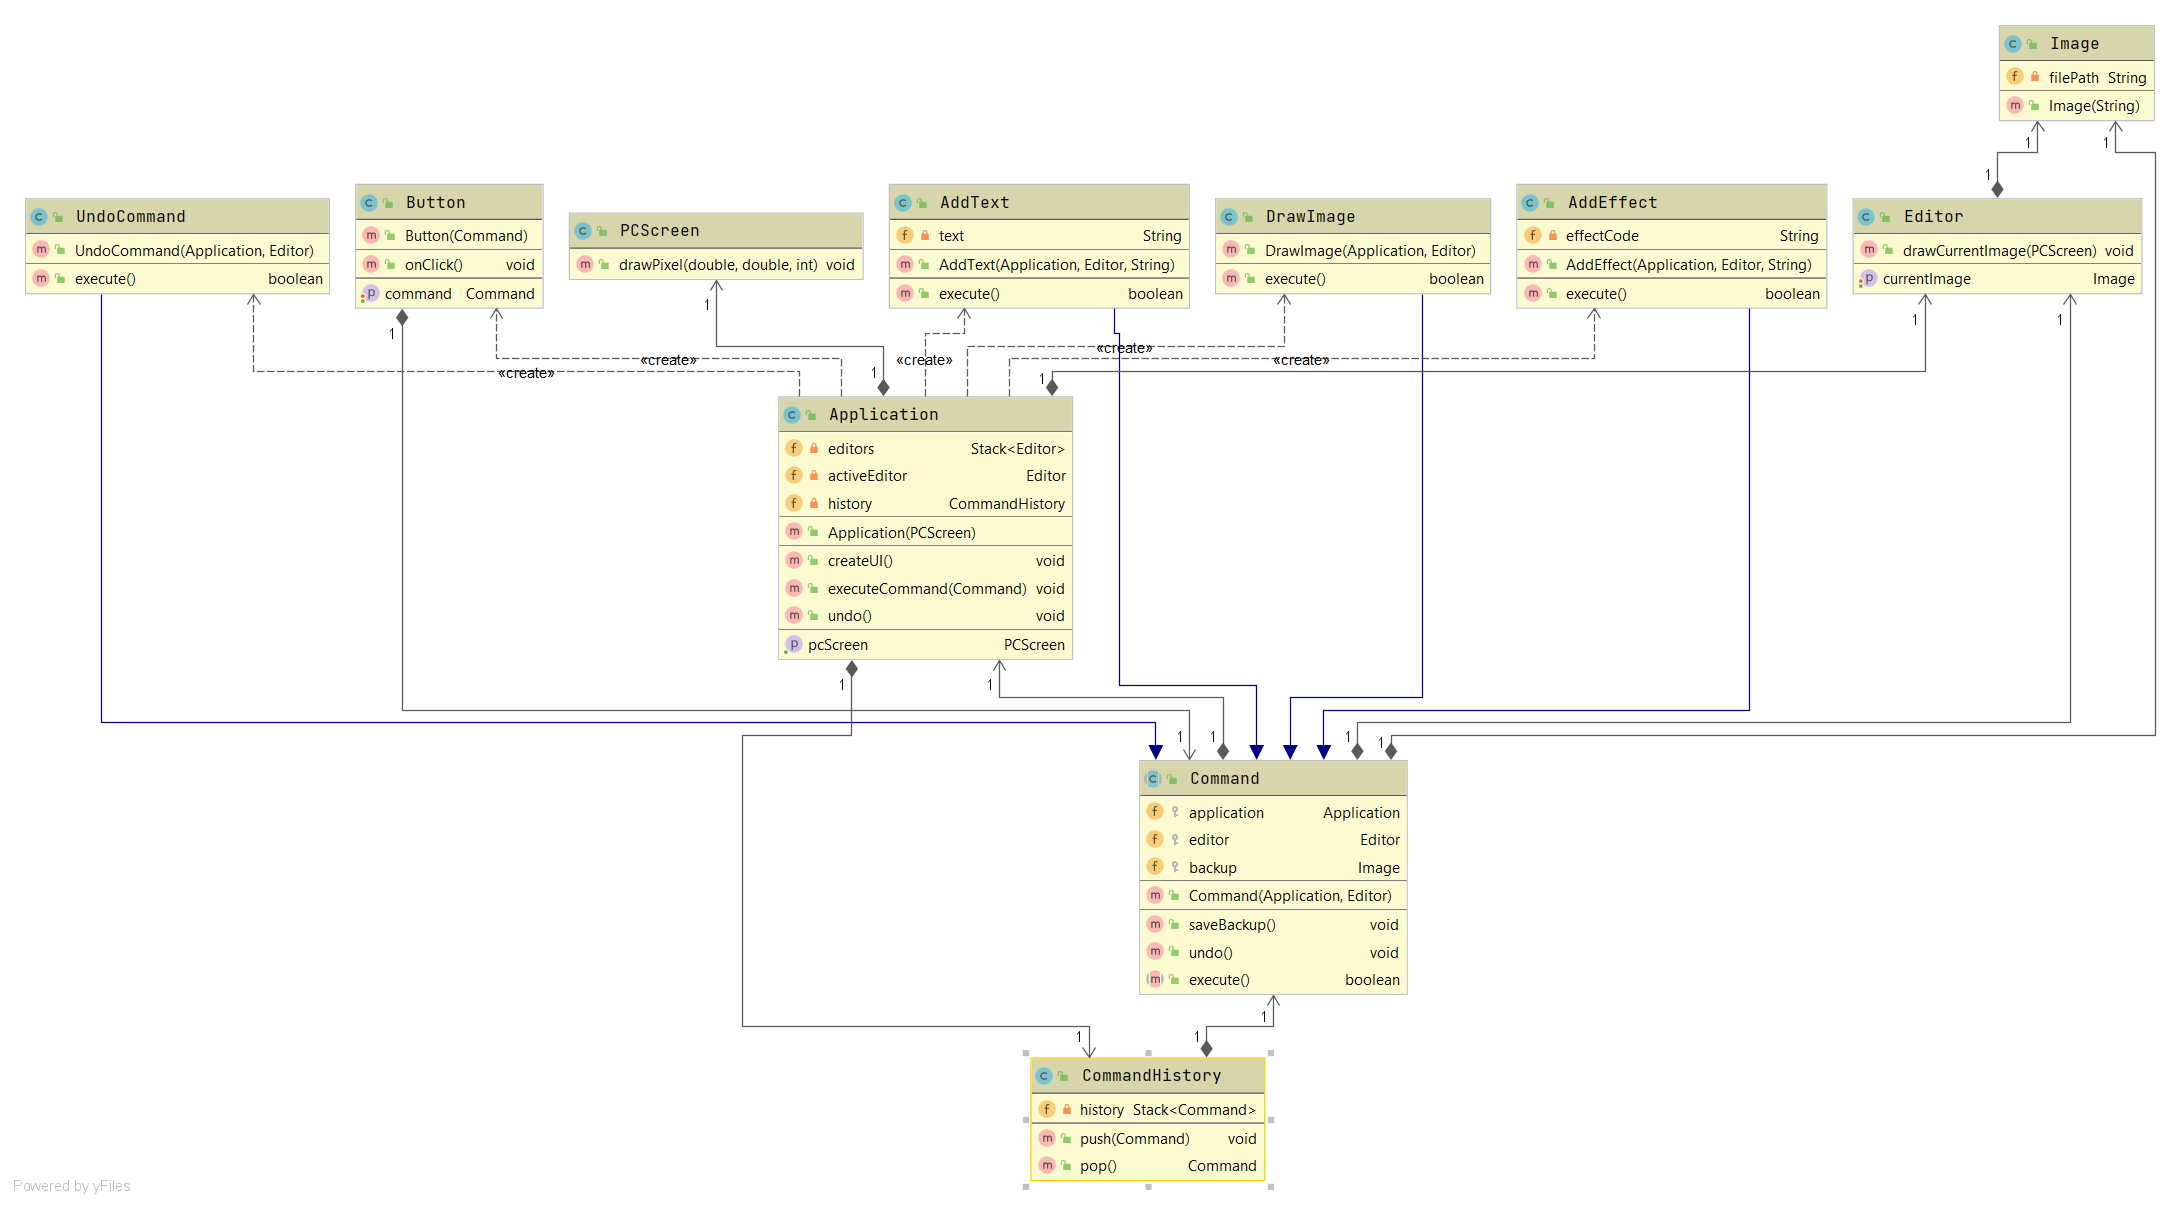 Image
filePath String
Image(String)
1
1
1
UndoCommand
UndoCommand(Application, Editor)
execute() boolean
Button
Button(Command)
onClick() void
command Command
PCScreen
drawPixel(double, double, int) void
AddText
text String
AddText(Application, Editor, String)
execute() boolean
DrawImage
DrawImage(Application, Editor)
execute() boolean
AddEffect
effectCode String
AddEffect(Application, Editor, String)
execute() boolean
Editor
drawCurrentImage(PCScreen) void
currentImage Image
1
1
1
1
«create»
«create»
«create»
«create»
«create»
1
1
Application
editors Stack<Editor>
activeEditor Editor
history CommandHistory
Application(PCScreen)
createUI() void
executeCommand(Command) void
undo() void
pcScreen PCScreen
1
1
1
1
1
1
Command
application Application
editor Editor
backup Image
Command(Application, Editor)
saveBackup() void
undo() void
execute() boolean
1
1
1
CommandHistory
history Stack<Command>
push(Command) void
pop() Command
Powered by yFiles